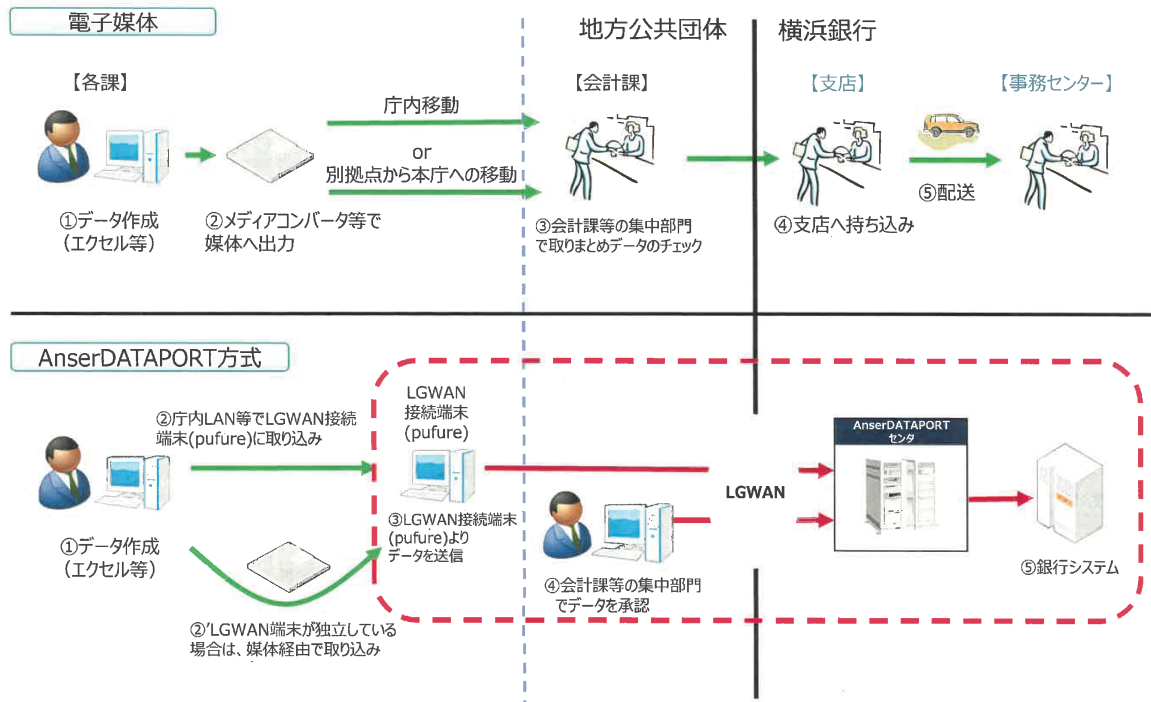 電子媒体
地方公共団体
横浜銀行
【各課】
庁内移動
or
別拠点から本庁への移動
【会計課】
【支店】
【事務センター】
①データ作成
(エクセル等)
②メディアコンバータ等で
媒体へ出力
③会計課等の集中部門
で取りまとめデータのチェック
④支店へ持ち込み
⑤配送
AnserDATAPORT方式
②庁内LAN等でLGWAN接続
端末(pufure)に取り込み
LGWAN
接続端末
(pufure)
①データ作成
(エクセル等)
③LGWAN接続端末
(pufure)より
データを送信
②'LGWAN端末が独立している
場合は、媒体経由で取り込み
④会計課等の集中部門
でデータを承認
LGWAN
AnserDATAPORT
センタ
⑤銀行システム